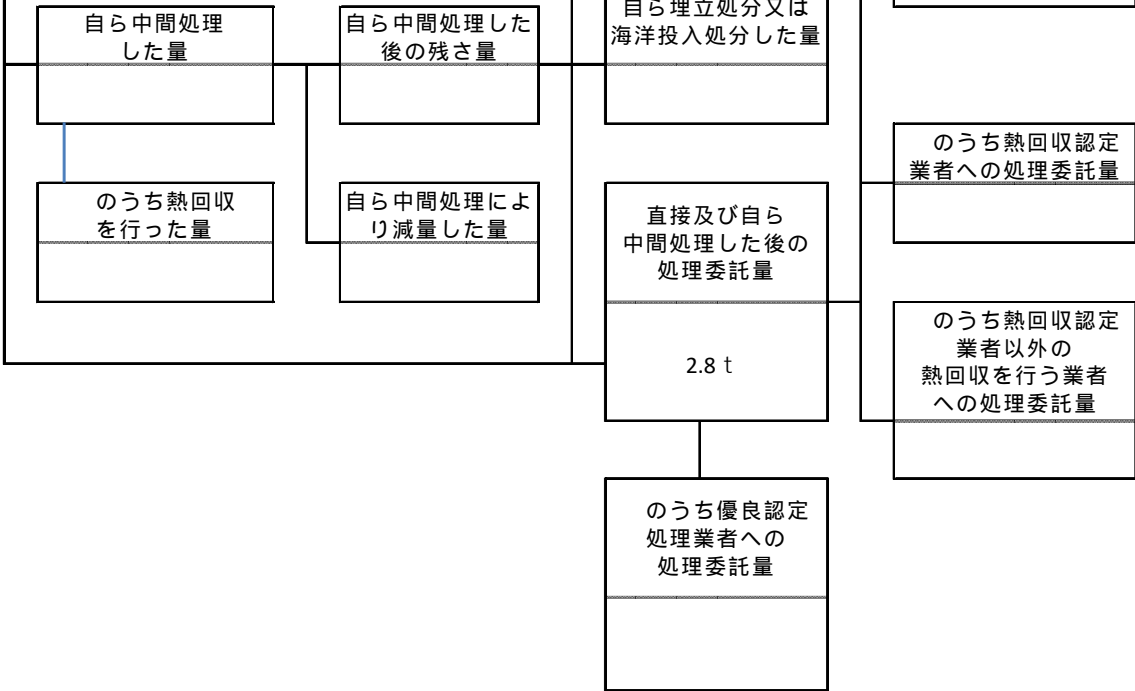 自ら中間処理
した量
自ら中間処理した
後の残さ量
自ら埋立処分又は
海洋投入処分した量
のうち熱回収認定
業者への処理委託量
のうち熱回収
を行った量
自ら中間処理によ
り減量した量
直接及び自ら
中間処理した後の
処理委託量
2.8 t
のうち熱回収認定
業者以外の
熱回収を行う業者
への処理委託量
のうち優良認定
処理業者への
処理委託量